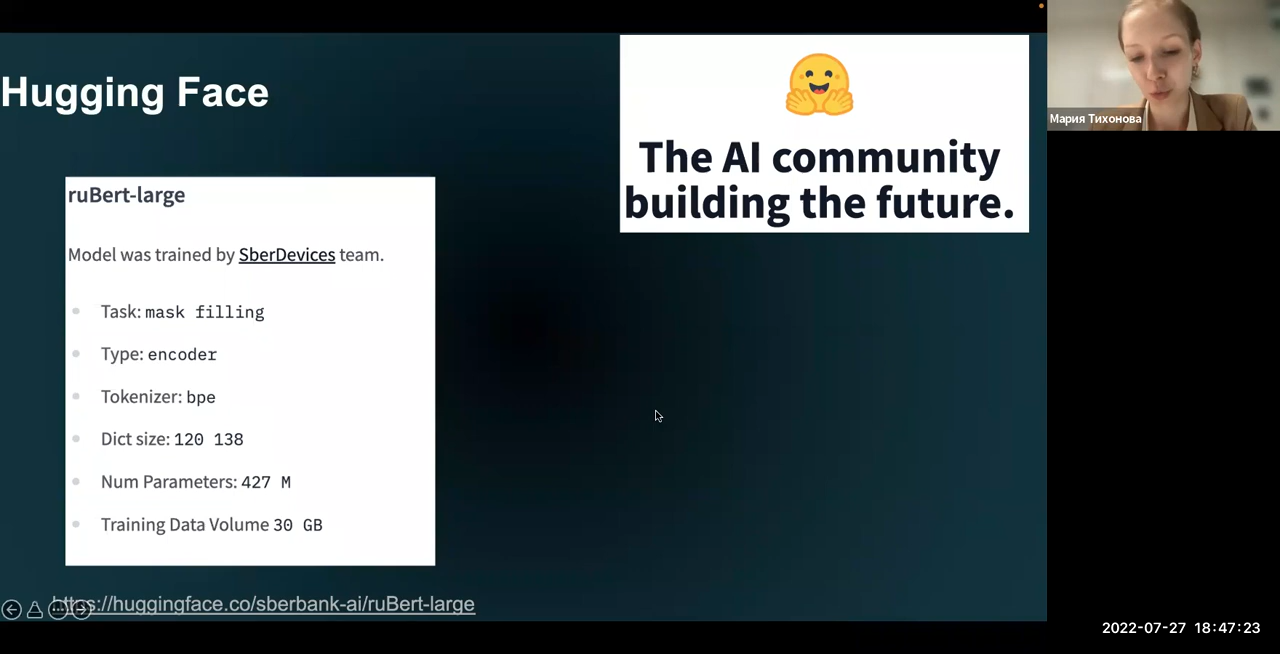 Hugging Face
The AI community
building the future.
Мария Тихонова
ruBert-large
Model was trained by SberDevices team.
Task: mask filling
Type: encoder
Tokenizer: bpe
Dict size: 120 138
Num Parameters: 427 M
Training Data Volume 30 GB
https://huggingface.co/sberbank-ai/ruBert-large
2022-07-27 18:47:23